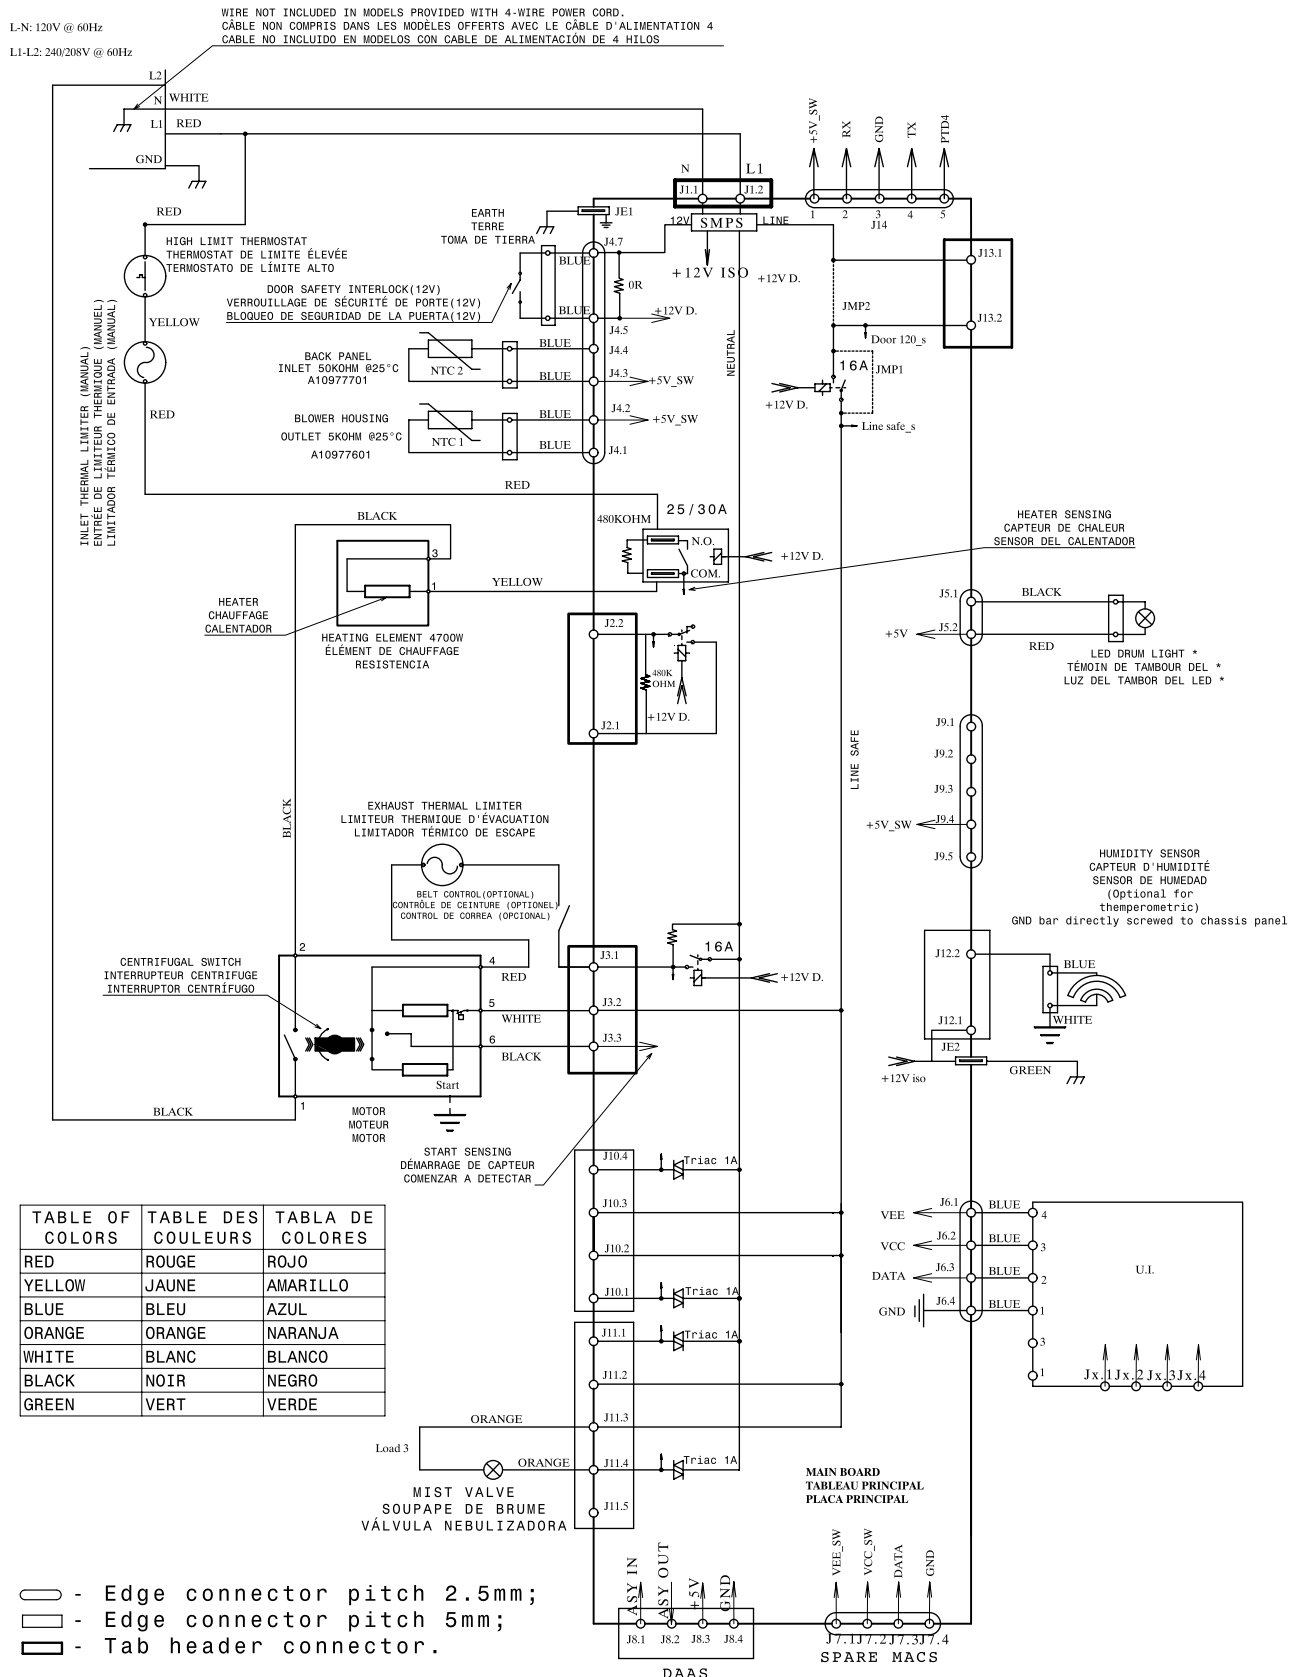 WIRE NOT INCLUDED IN MODELS PROVIDED WITH 4-WIRE POWER CORD.
CÂBLE NON COMPRIS DANS LES MODÈLES OFFERTS AVEC LE CÂBLE D'ALIMENTATION 4
CABLE NO INCLUIDO EN MODELOS CON CABLE DE ALIMENTACIÓN DE 4 HILOS
L-N: 120V @ 60Hz
L1-L2: 240/208V @ 60Hz
L2
N
WHITE
L1
RED
GND
+5V_SW
RX
GND
TX
PTD4
1
2
3
4
5
J14
N
L1
J1.1
J1.2
12V
SMPS
LINE
+12V ISO
+12V D.
RED
HIGH LIMIT THERMOSTAT
THERMOSTAT DE LIMITE ÉLEVÉE
TERMOSTATO DE LÍMITE ALTO
YELLOW
RED
INLET THERMAL LIMITER (MANUAL)
ENTRÉE DE LIMITEUR THERMIQUE (MANUEL)
LIMITADOR TÉRMICO DE ENTRADA (MANUAL)
EARTH
TERRE
TOMA DE TIERRA
JE1
J4.7
BLUE
0R
DOOR SAFETY INTERLOCK(12V)
VERROUILLAGE DE SÉCURITÉ DE PORTE(12V)
BLOQUEO DE SEGURIDAD DE LA PUERTA(12V)
BLUE
+12V D.
J4.5
BACK PANEL
INLET 50KOHM @25°C
A10977701
NTC 2
BLUE
J4.4
BLUE
J4.3
+5V_SW
BLOWER HOUSING
OUTLET 5KOHM @25°C
A10977601
NTC 1
BLUE
J4.2
+5V_SW
BLUE
J4.1
NEUTRAL
J13.1
JMP2
J13.2
Door 120_s
16A
JMP1
+12V D.
Line safe_s
RED
25/30A
480KOHM
N.O.
COM.
+12V D.
HEATER SENSING
CAPTEUR DE CHALEUR
SENSOR DEL CALENTADOR
BLACK
3
1
YELLOW
HEATER
CHAUFFAGE
CALENTADOR
HEATING ELEMENT 4700W
ÉLÉMENT DE CHAUFFAGE
RESISTENCIA
J2.2
480K
OHM
+12V D.
J2.1
J5.1
BLACK
+5V
J5.2
RED
LED DRUM LIGHT *
TÉMOIN DE TAMBOUR DEL *
LUZ DEL TAMBOR DEL LED *
LINE SAFE
J9.1
J9.2
J9.3
+5V_SW
J9.4
J9.5
BLACK
EXHAUST THERMAL LIMITER
LIMITEUR THERMIQUE D'ÉVACUATION
LIMITADOR TÉRMICO DE ESCAPE
BELT CONTROL(OPTIONAL)
CONTRÔLE DE CEINTURE (OPTIONEL)
CONTROL DE CORREA (OPCIONAL)
HUMIDITY SENSOR
CAPTEUR D'HUMIDITÉ
SENSOR DE HUMEDAD
(Optional for
themperometric)
GND bar directly screwed to chassis panel
CENTRIFUGAL SWITCH
INTERRUPTEUR CENTRIFUGE
INTERRUPTOR CENTRÍFUGO
2
4
RED
5
WHITE
6
BLACK
Start
1
BLACK
MOTOR
MOTEUR
MOTOR
J3.1
16A
+12V D.
J3.2
J3.3
START SENSING
DÉMARRAGE DE CAPTEUR
COMENZAR A DETECTAR
J12.2
BLUE
J12.1
WHITE
JE2
+12V iso
GREEN
J10.4
Triac 1A
J10.3
J10.2
J10.1
Triac 1A
J11.1
Triac 1A
J11.2
J11.3
ORANGE
Load 3
ORANGE
J11.4
Triac 1A
J11.5
MIST VALVE
SOUPAPE DE BRUME
VÁLVULA NEBULIZADORA
VEE
J6.1
BLUE
4
VCC
J6.2
BLUE
3
DATA
J6.3
BLUE
2
GND
J6.4
BLUE
1
3
1
U.I.
Jx.1
Jx.2
Jx.3
Jx.4
TABLE OF COLORS
TABLE DES COULEURS
TABLA DE COLORES
RED ROUGE ROJO
YELLOW JAUNE AMARILLO
BLUE BLEU AZUL
ORANGE ORANGE NARANJA
WHITE BLANC BLANCO
BLACK NOIR NEGRO
GREEN VERT VERDE
MAIN BOARD
TABLEAU PRINCIPAL
PLACA PRINCIPAL
- Edge connector pitch 2.5mm;
- Edge connector pitch 5mm;
- Tab header connector.
ASY IN
ASY OUT
+5V
GND
J8.1
J8.2
J8.3
J8.4
DAAS
VEE_SW
VCC_SW
DATA
GND
J7.1
J7.2
J7.3
J7.4
SPARE MACS